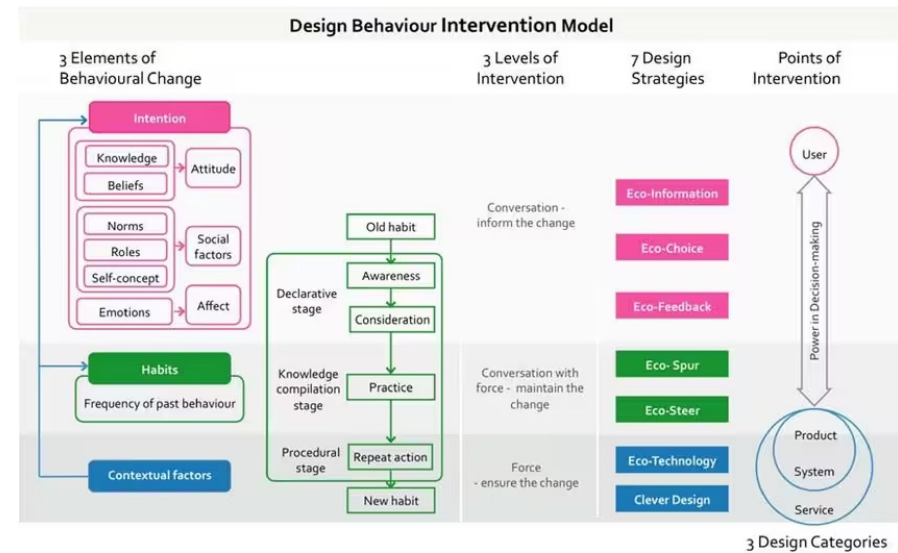 Design Behaviour Intervention Model
3 Elements of
Behavioural Change
3 Levels of
Intervention
7 Design
Strategies
Points of
Intervention
Intention
Knowledge
Beliefs
Attitude
Norms
Roles
Self-concept
Social
factors
Emotions
Affect
Habits
Frequency of past behaviour
Contextual factors
Old habit
Declarative
stage
Awareness
Consideration
Knowledge
compilation
stage
Practice
Procedural
stage
Repeat action
New habit
Conversation -
inform the change
Conversation with
force - maintain the
change
Force
- ensure the change
Eco-Information
Eco-Choice
Eco-Feedback
Eco- Spur
Eco-Steer
Eco-Technology
Clever Design
User
Power in Decision-making
Product
System
Service
3 Design Categories